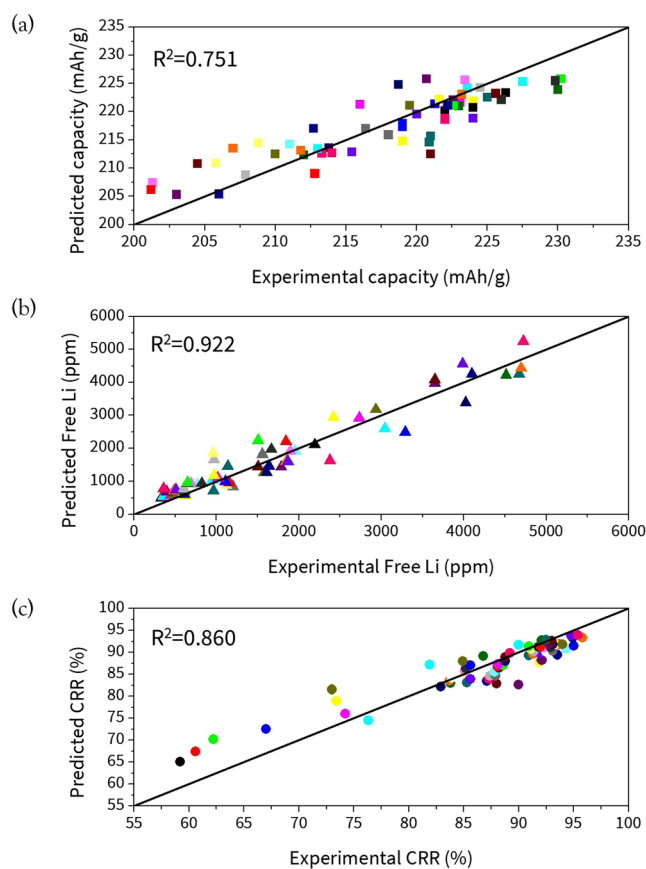 (a)
235
230
225
220
215
210
205
200
R²=0.751
Predicted capacity (mAh/g)
200 205 210 215 220 225 230 235
Experimental capacity (mAh/g)
(b)
6000
5000
4000
3000
2000
1000
0
R²=0.922
Predicted Free Li (ppm)
0 1000 2000 3000 4000 5000 6000
Experimental Free Li (ppm)
(c)
100
95
90
85
80
75
70
65
60
55
R²=0.860
Predicted CRR (%)
55 60 65 70 75 80 85 90 95 100
Experimental CRR (%)